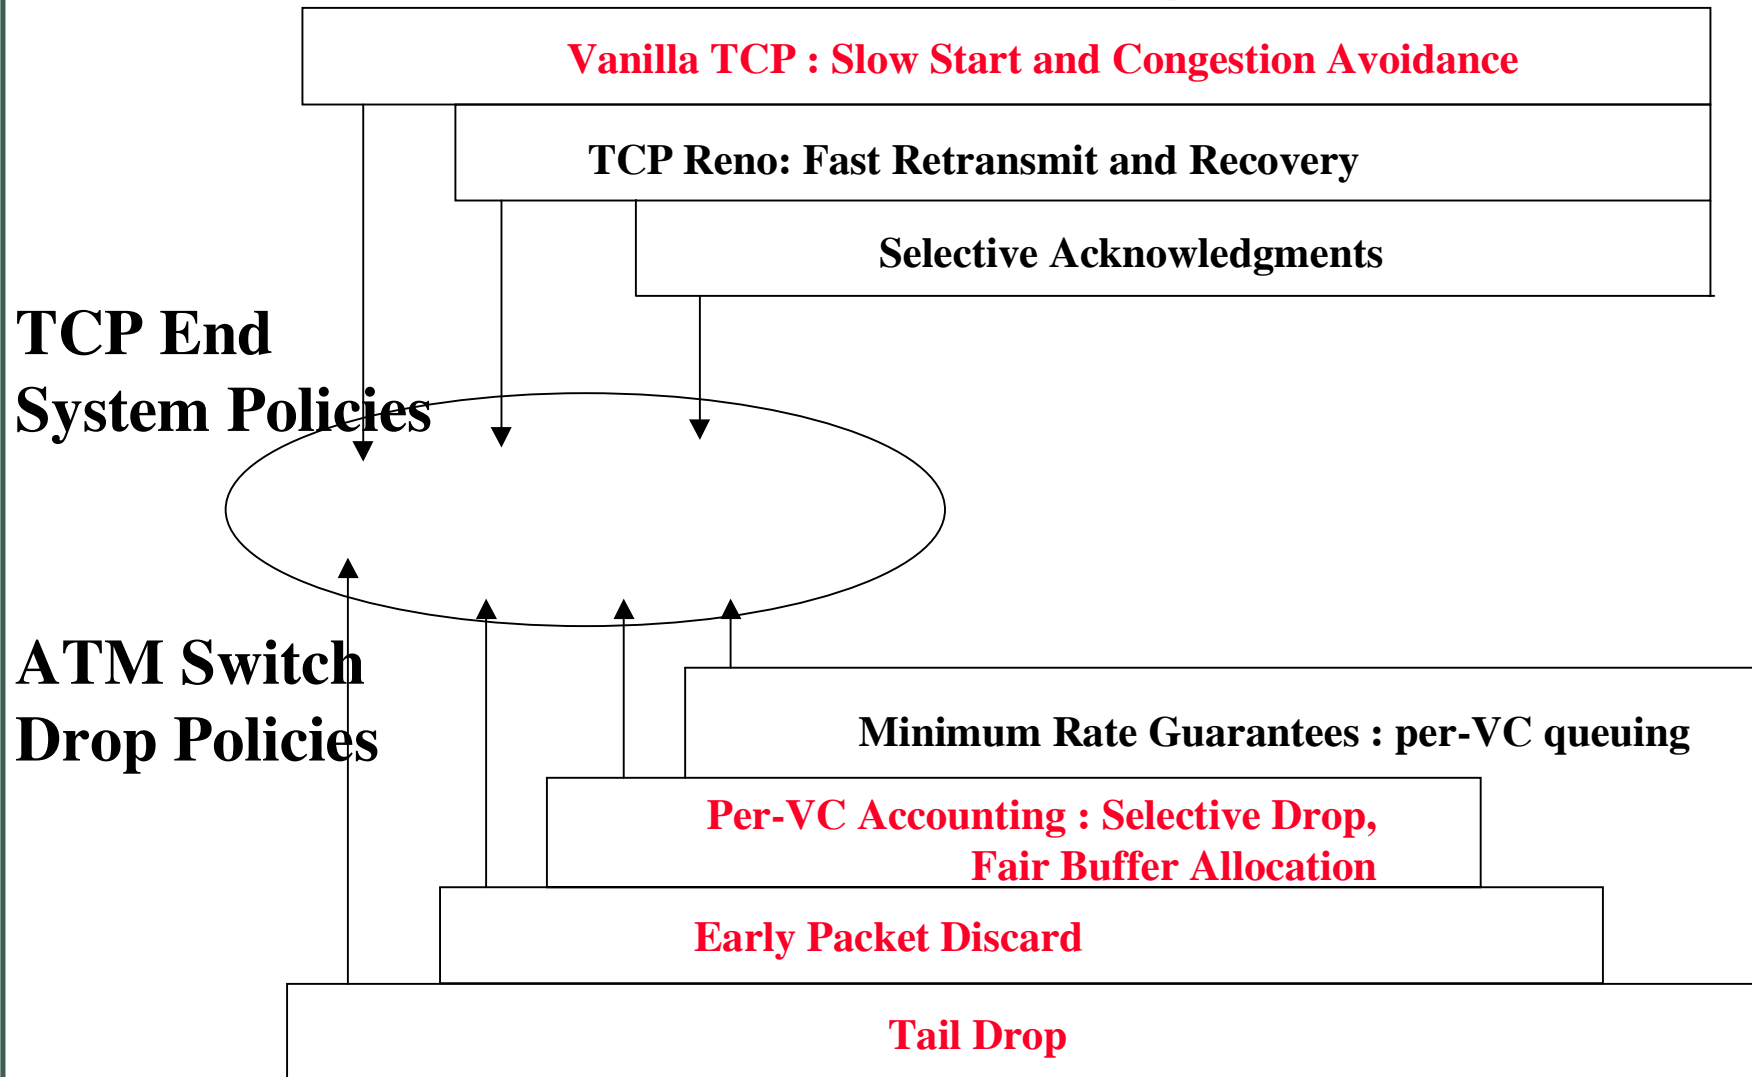 Vanilla TCP : Slow Start and Congestion Avoidance
TCP Reno: Fast Retransmit and Recovery
Selective Acknowledgments
TCP End
System Policies
ATM Switch
Drop Policies
Minimum Rate Guarantees : per-VC queuing
Per-VC Accounting : Selective Drop,
Fair Buffer Allocation
Early Packet Discard
Tail Drop